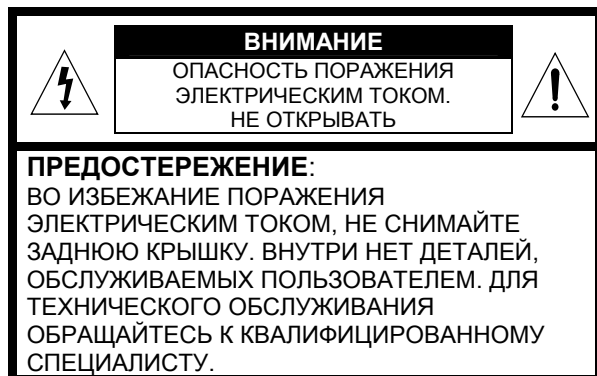 ВНИМАНИЕ
ОПАСНОСТЬ ПОРАЖЕНИЯ
ЭЛЕКТРИЧЕСКИМ ТОКОМ.
НЕ ОТКРЫВАТЬ
ПРЕДОСТЕРЕЖЕНИЕ:
ВО ИЗБЕЖАНИЕ ПОРАЖЕНИЯ
ЭЛЕКТРИЧЕСКИМ ТОКОМ, НЕ СНИМАЙТЕ
ЗАДНЮЮ КРЫШКУ. ВНУТРИ НЕТ ДЕТАЛЕЙ,
ОБСЛУЖИВАЕМЫХ ПОЛЬЗОВАТЕЛЕМ. ДЛЯ
ТЕХНИЧЕСКОГО ОБСЛУЖИВАНИЯ
ОБРАЩАЙТЕСЬ К КВАЛИФИЦИРОВАННОМУ
СПЕЦИАЛИСТУ.